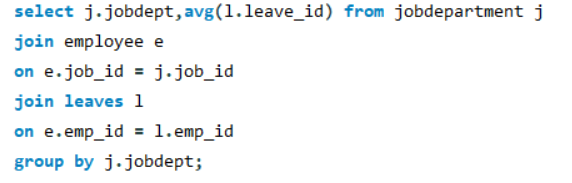 select j.jobdept,avg(l.leave_id) from jobdepartment j
join employee e
on e.job_id = j.job_id
join leaves l
on e.emp_id = l.emp_id
group by j.jobdept;